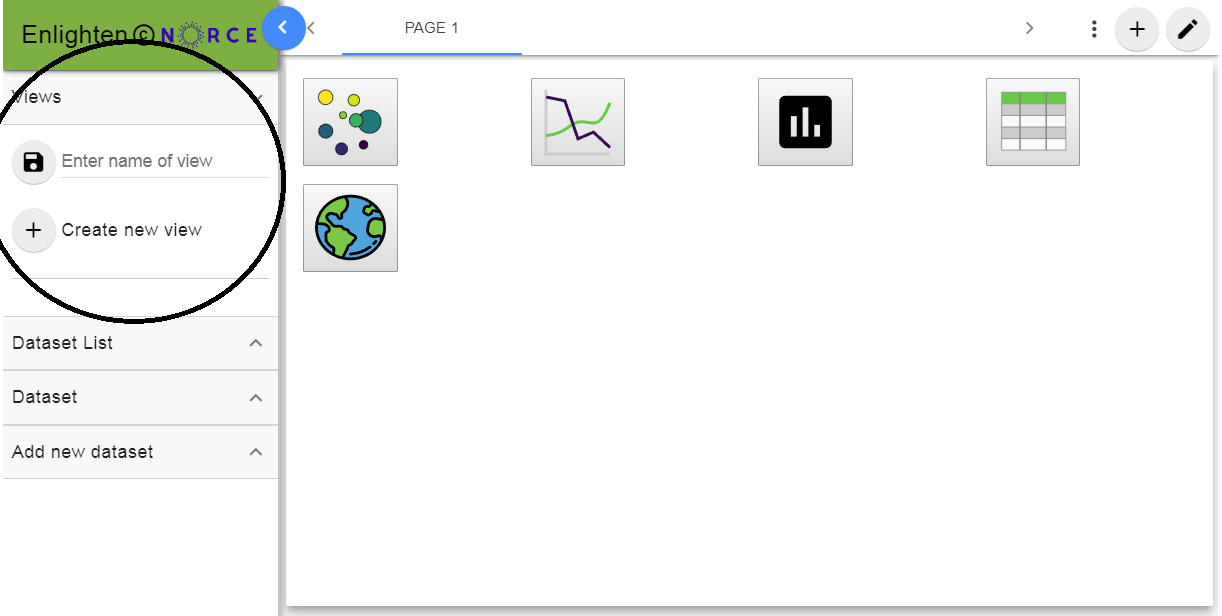 Enlighten © NORCE
PAGE 1
Views
Enter name of view
Create new view
Dataset List
Dataset
Add new dataset